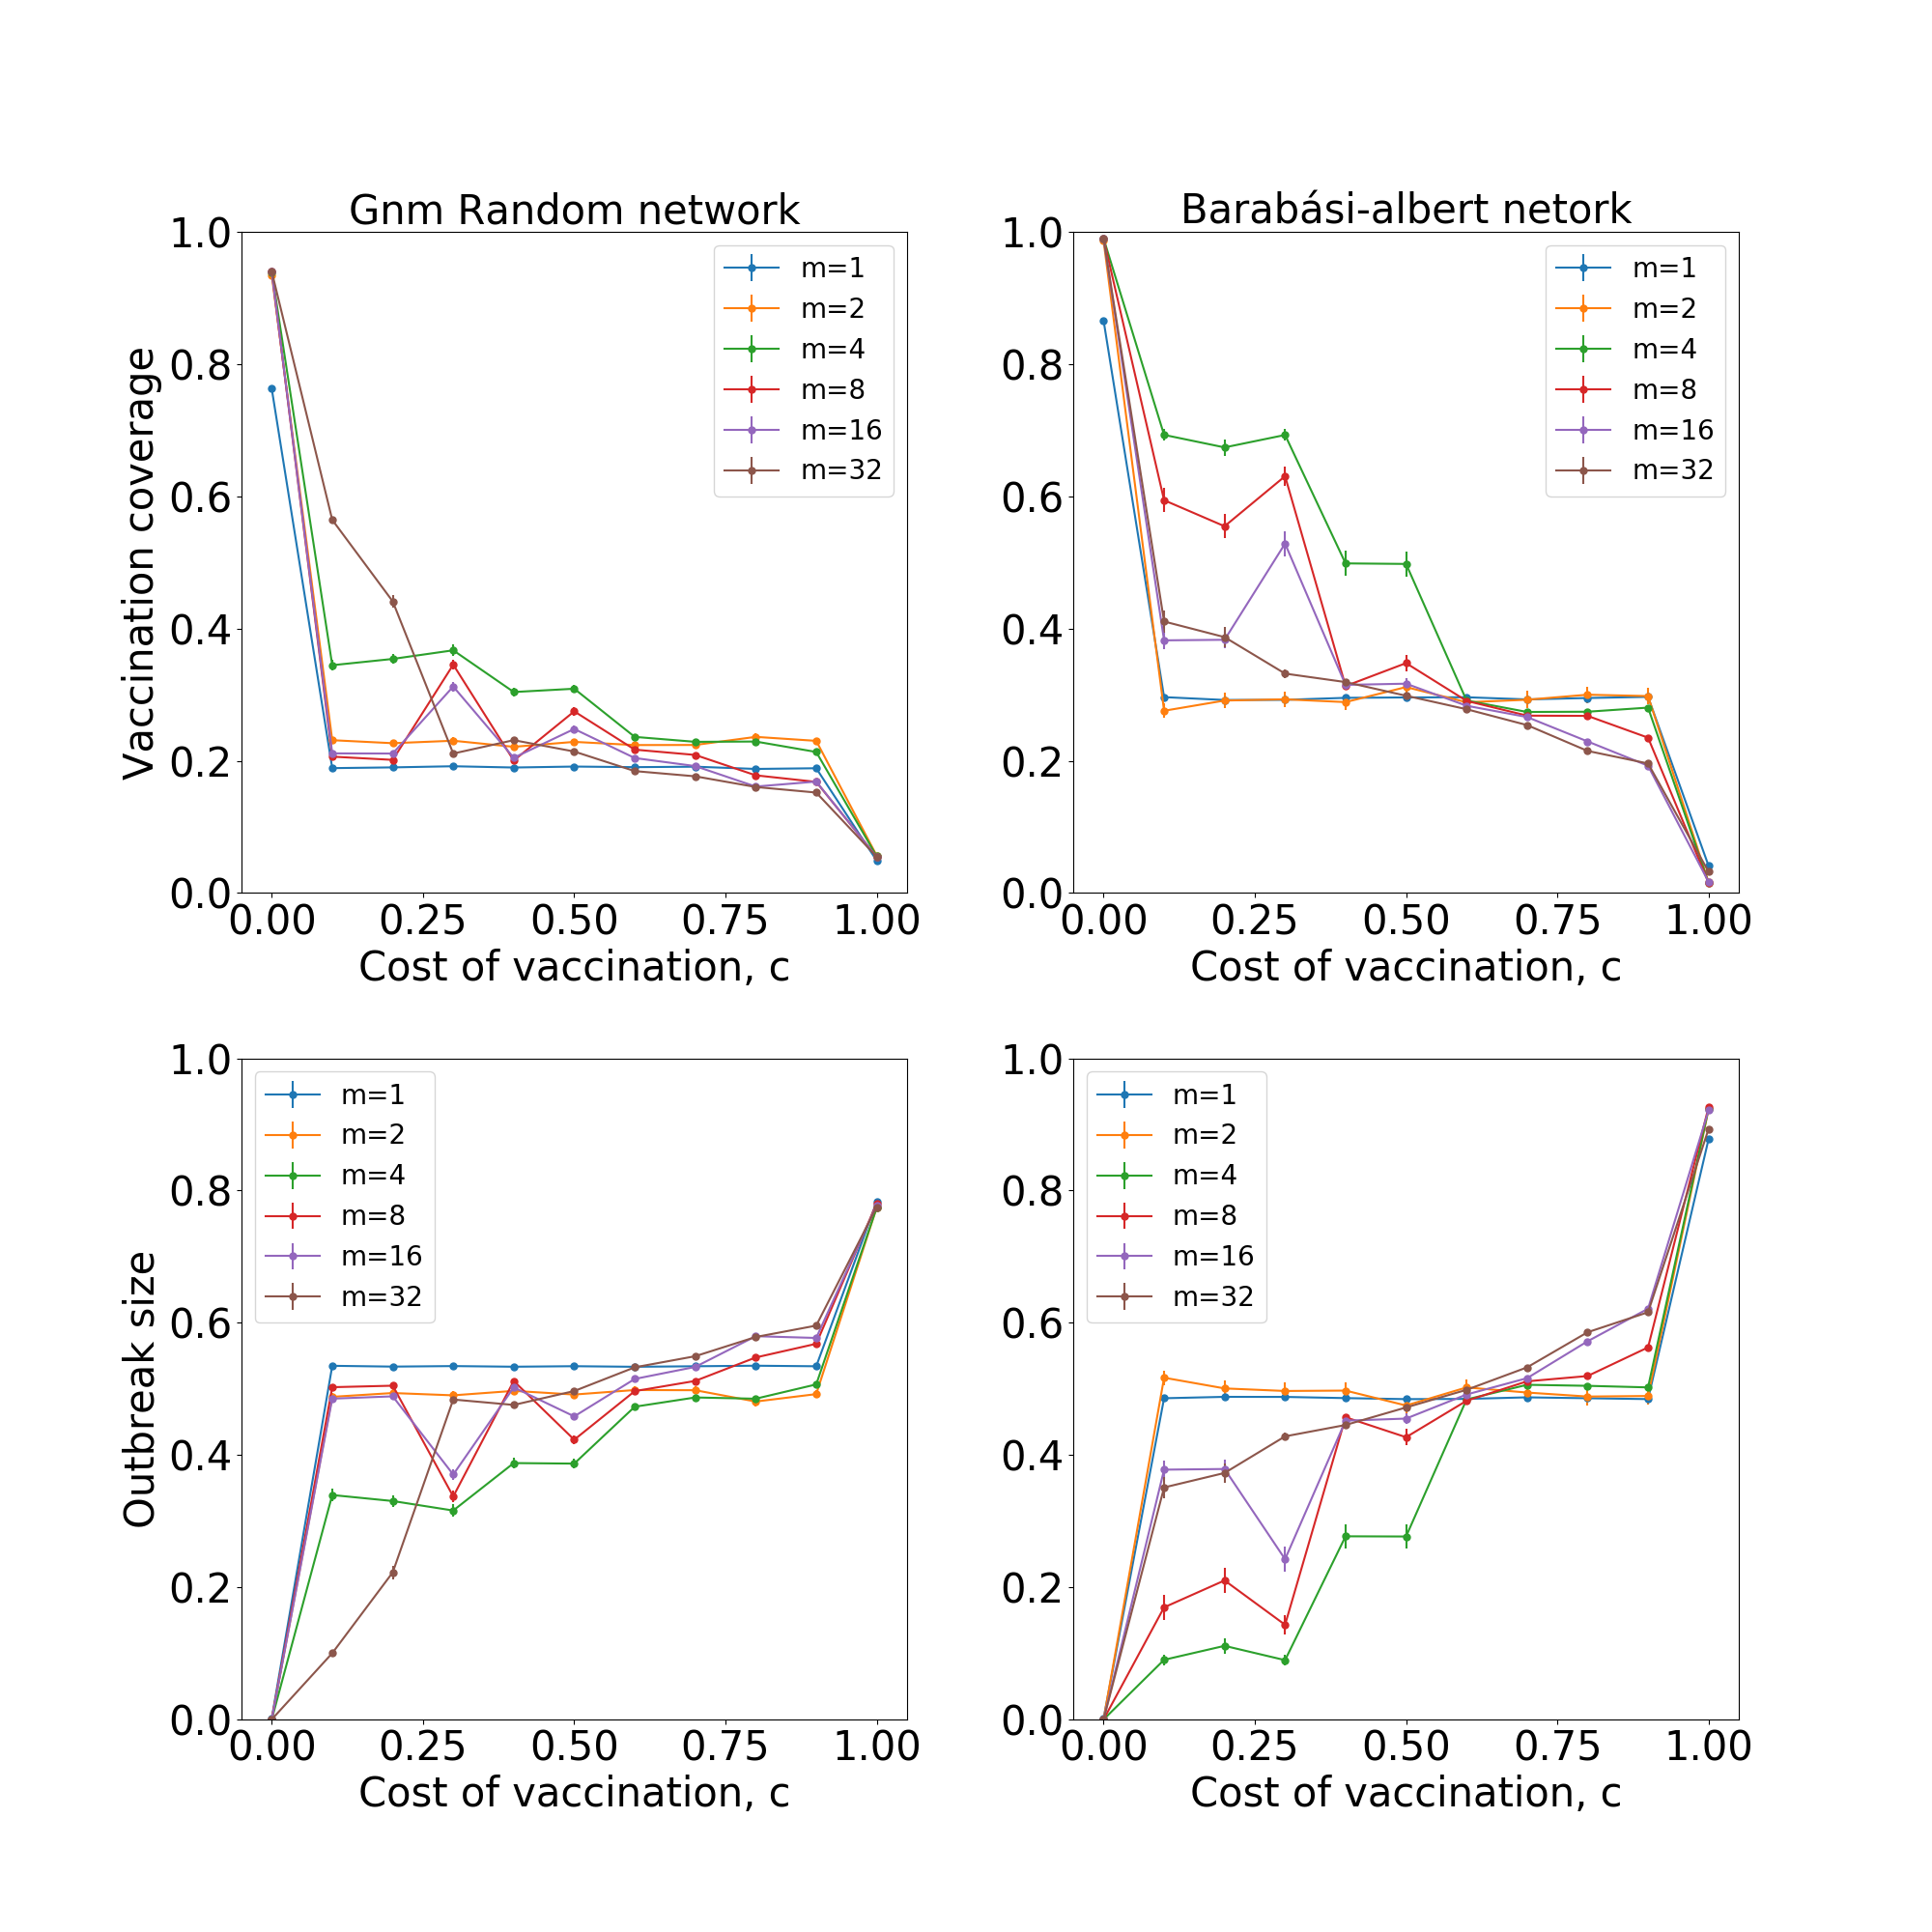 Gnm Random network
1.0
0.8
0.6
0.4
0.2
0.0
Vaccination coverage
m=1
m=2
m=4
m=8
m=16
m=32
0.00 0.25 0.50 0.75 1.00
Cost of vaccination, c
Barabási-albert netork
1.0
0.8
0.6
0.4
0.2
0.0
m=1
m=2
m=4
m=8
m=16
m=32
0.00 0.25 0.50 0.75 1.00
Cost of vaccination, c
1.0
0.8
0.6
0.4
0.2
0.0
Outbreak size
m=1
m=2
m=4
m=8
m=16
m=32
0.00 0.25 0.50 0.75 1.00
Cost of vaccination, c
1.0
0.8
0.6
0.4
0.2
0.0
m=1
m=2
m=4
m=8
m=16
m=32
0.00 0.25 0.50 0.75 1.00
Cost of vaccination, c